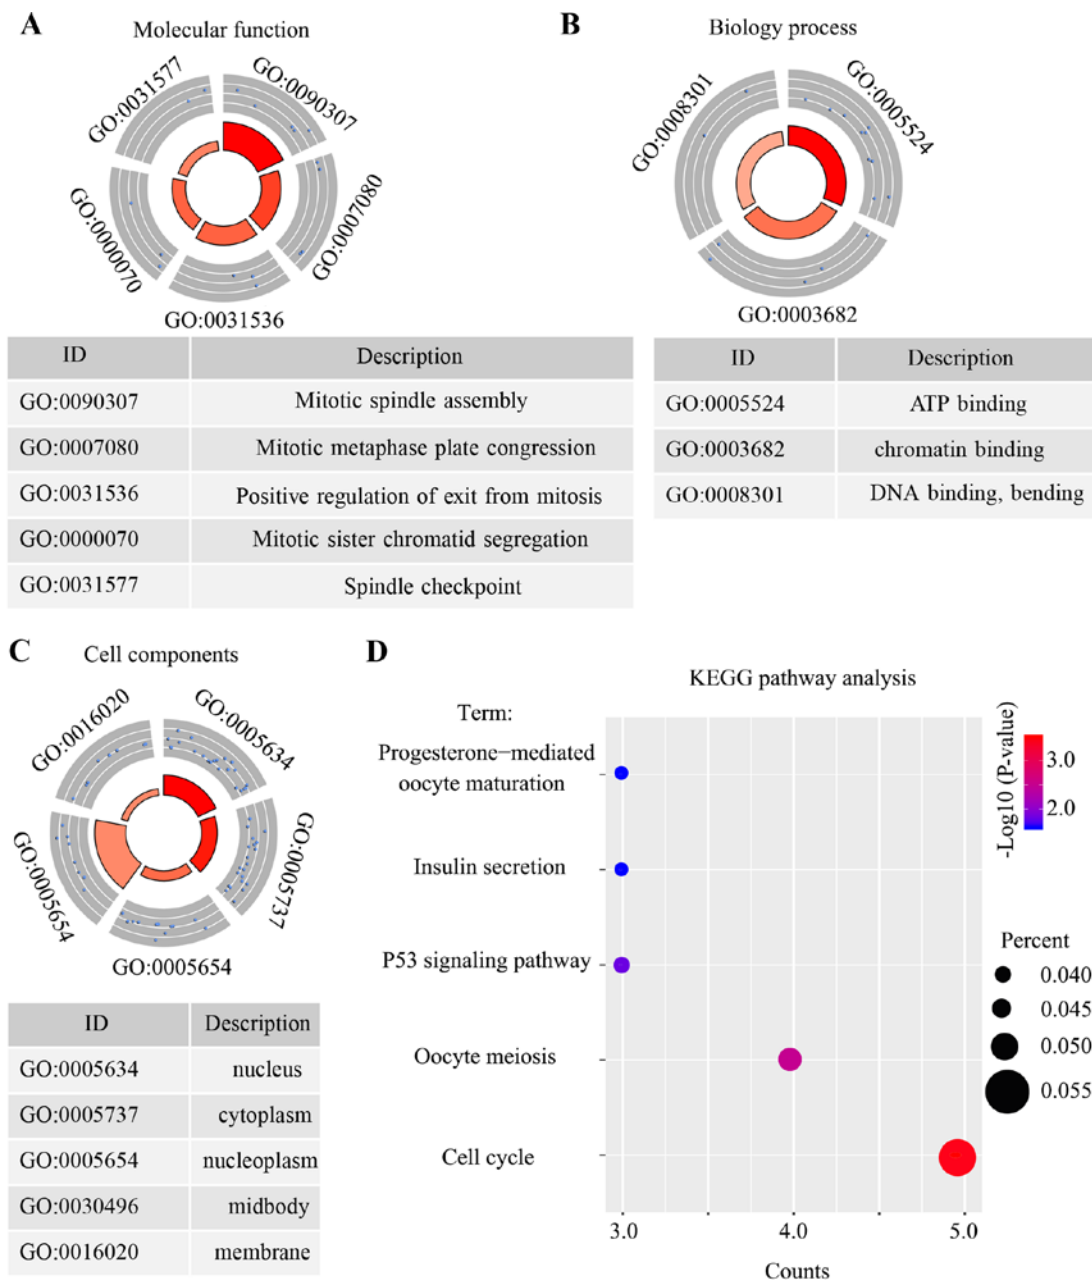 A
Molecular function
GO:0031577
GO:0090307
GO:0000070
GO:0007080
GO:0031536
ID Description
GO:0090307 Mitotic spindle assembly
GO:0007080 Mitotic metaphase plate congression
GO:0031536 Positive regulation of exit from mitosis
GO:0000070 Mitotic sister chromatid segregation
GO:0031577 Spindle checkpoint
B
Biology process
GO:0008301
GO:0005524
GO:0003682
ID Description
GO:0005524 ATP binding
GO:0003682 chromatin binding
GO:0008301 DNA binding, bending
C
Cell components
GO:0016020
GO:0005634
GO:0005654
GO:0005737
GO:0005654
ID Description
GO:0005634 nucleus
GO:0005737 cytoplasm
GO:0005654 nucleoplasm
GO:0030496 midbody
GO:0016020 membrane
D
KEGG pathway analysis
Term:
Progesterone−mediated
oocyte maturation
Insulin secretion
P53 signaling pathway
Oocyte meiosis
Cell cycle
3.0 4.0 5.0
Counts
-Log10 (P-value)
3.0
2.0
Percent
0.040
0.045
0.050
0.055